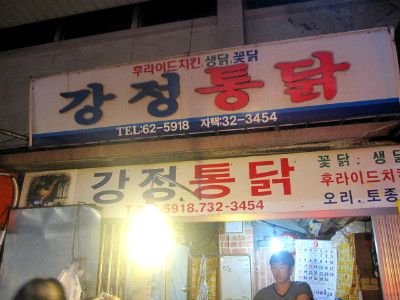 후라이드치킨, 생닭, 꽃닭
강정통닭
TEL:62-5918 자택:32-3454
강정통닭
5918.732-3454
꽃닭. 생닭
후라이드치킨
오리. 토종
9